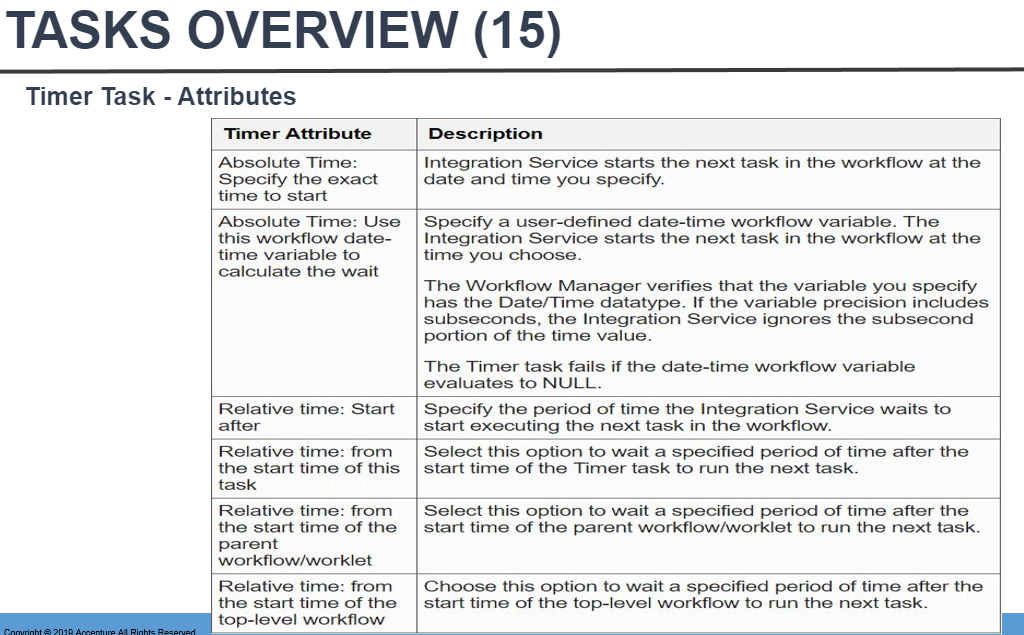 TASKS OVERVIEW (15)
Timer Task - Attributes
Timer Attribute
Description
Absolute Time:
Specify the exact
time to start
Integration Service starts the next task in the workflow at the
date and time you specify.
Absolute Time: Use
this workflow date-
time variable to
calculate the wait
Specify a user-defined date-time workflow variable. The
Integration Service starts the next task in the workflow at the
time you choose.
The Workflow Manager verifies that the variable you specify
has the Date/Time datatype. If the variable precision includes
subseconds, the Integration Service ignores the subsecond
portion of the time value.
The Timer task fails if the date-time workflow variable
evaluates to NULL.
Relative time: Start
after
Specify the period of time the Integration Service waits to
start executing the next task in the workflow.
Relative time: from
the start time of this
task
Select this option to wait a specified period of time after the
start time of the Timer task to run the next task.
Relative time: from
the start time of the
parent
workflow/worklet
Select this option to wait a specified period of time after the
start time of the parent workflow/worklet to run the next task.
Relative time: from
the start time of the
top-level workflow
Choose this option to wait a specified period of time after the
start time of the top-level workflow to run the next task.
Copyright © 2019 Accenture All Rights Reserved